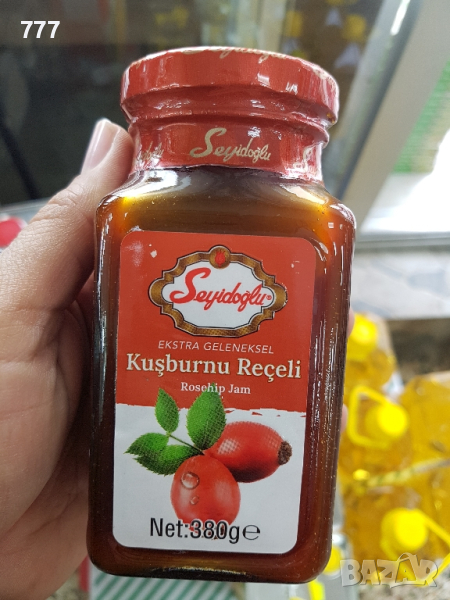 777
Seyidoğlu
Seyidoğlu®
EKSTRA GELENEKSEL
Kuşburnu Reçeli
Rosehip Jam
Net:380g℮
BAZAR